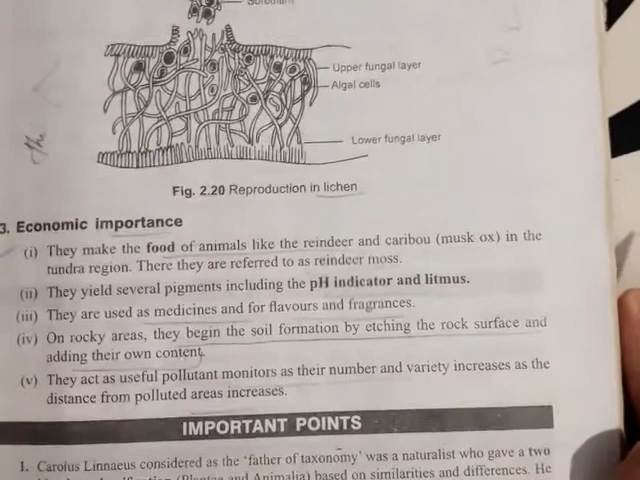 Soredium
Upper fungal layer
Algal cells
the
Lower fungal layer
Fig. 2.20 Reproduction in lichen
3. Economic importance
(i) They make the food of animals like the reindeer and caribou (musk ox) in the
tundra region. There they are referred to as reindeer moss.
(ii) They yield several pigments including the pH indicator and litmus.
(iii) They are used as medicines and for flavours and fragrances.
(iv) On rocky areas, they begin the soil formation by etching the rock surface and
adding their own content.
(v) They act as useful pollutant monitors as their number and variety increases as the
distance from polluted areas increases.
IMPORTANT POINTS
1. Carolus Linnaeus considered as the ‘father of taxonomy’ was a naturalist who gave a two
(Plantae and Animalia) based on similarities and differences. He